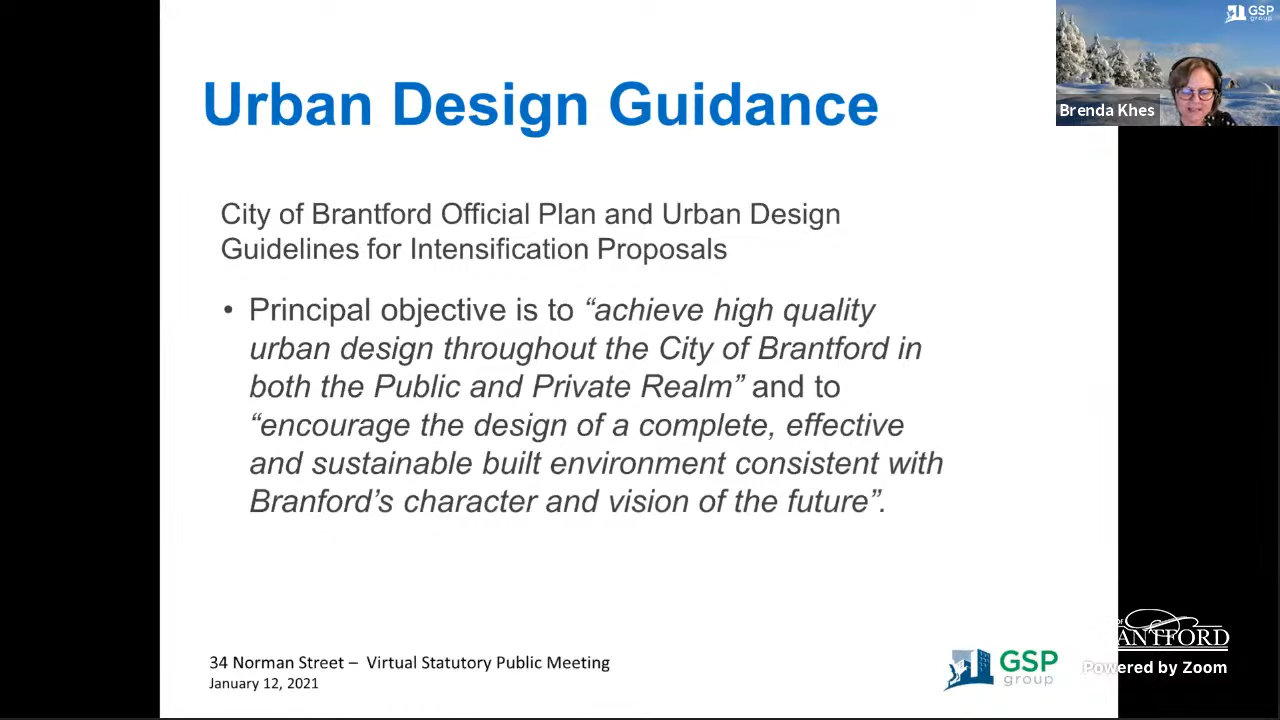 GSP
group
Brenda Khes
Urban Design Guidance
City of Brantford Official Plan and Urban Design
Guidelines for Intensification Proposals
• Principal objective is to “achieve high quality
urban design throughout the City of Brantford in
both the Public and Private Realm” and to
“encourage the design of a complete, effective
and sustainable built environment consistent with
Branford’s character and vision of the future”.
34 Norman Street – Virtual Statutory Public Meeting
January 12, 2021
GSP
group
ANTFORD
Powered by Zoom